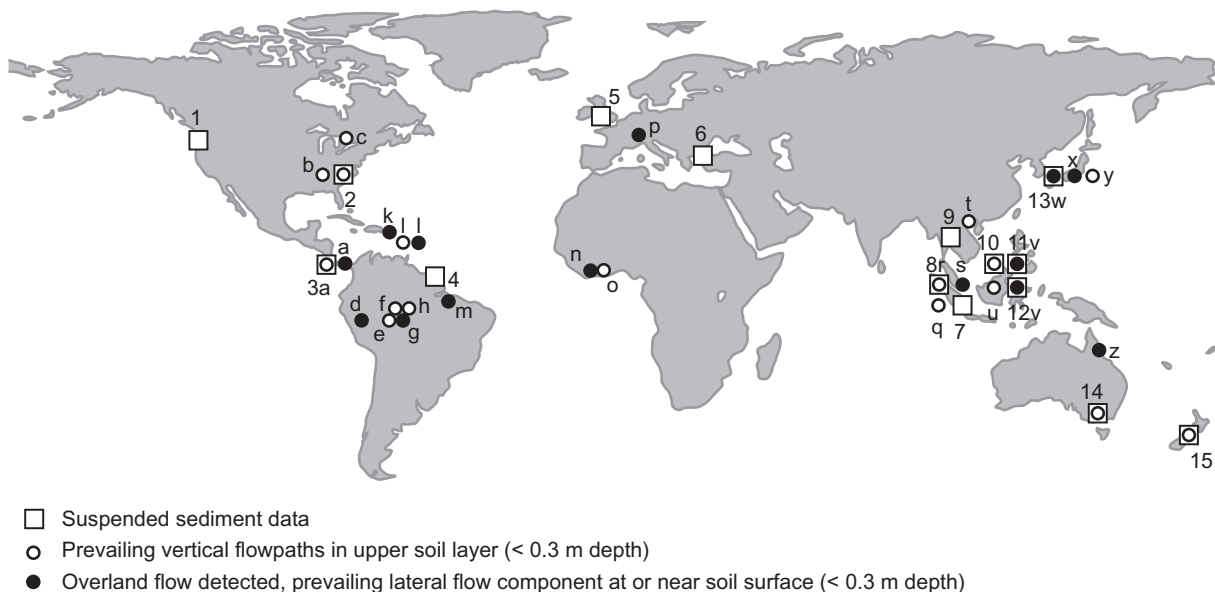 1
c
b
2
k
l
l
a
3a
4
d
f
h
m
e
g
5
p
6
n
o
x
13w
y
t
9
10
11v
8r
s
q
7
u
12v
z
14
15
Suspended sediment data
Prevailing vertical flowpaths in upper soil layer (< 0.3 m depth)
Overland flow detected, prevailing lateral flow component at or near soil surface (< 0.3 m depth)